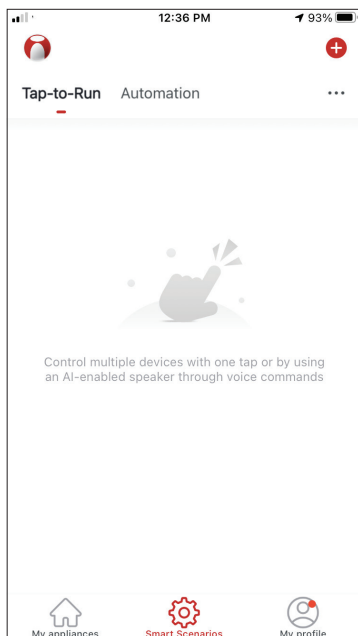 12:36 PM
93%
Tap-to-Run Automation
Control multiple devices with one tap or by using
an AI-enabled speaker through voice commands
My appliances Smart Scenarios My profile